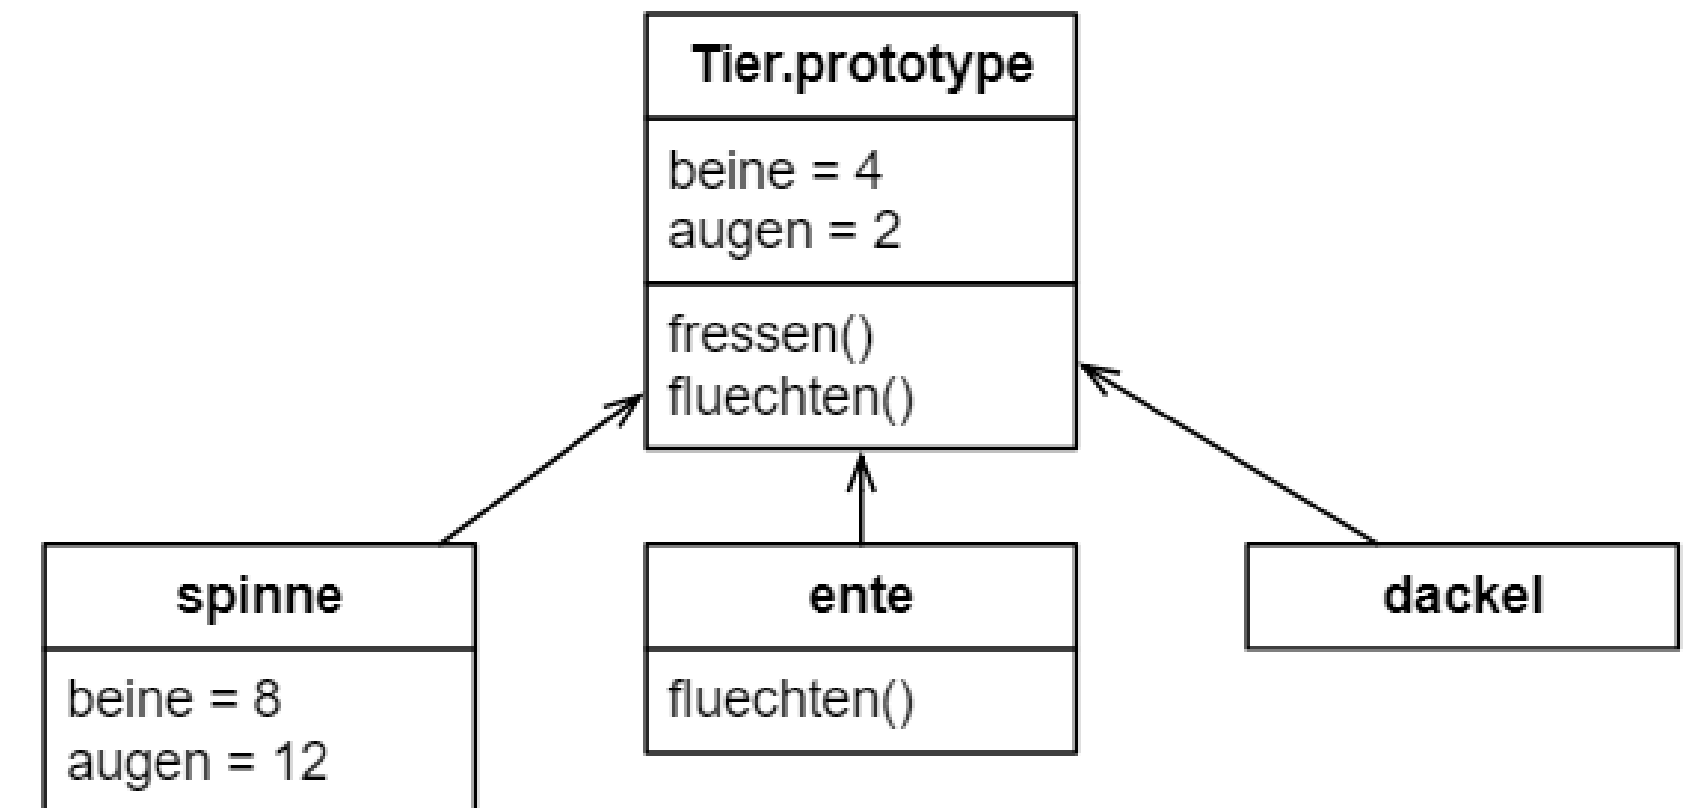 Tier.prototype
beine = 4
augen = 2
fressen()
fluechten()
spinne
beine = 8
augen = 12
ente
fluechten()
dackel